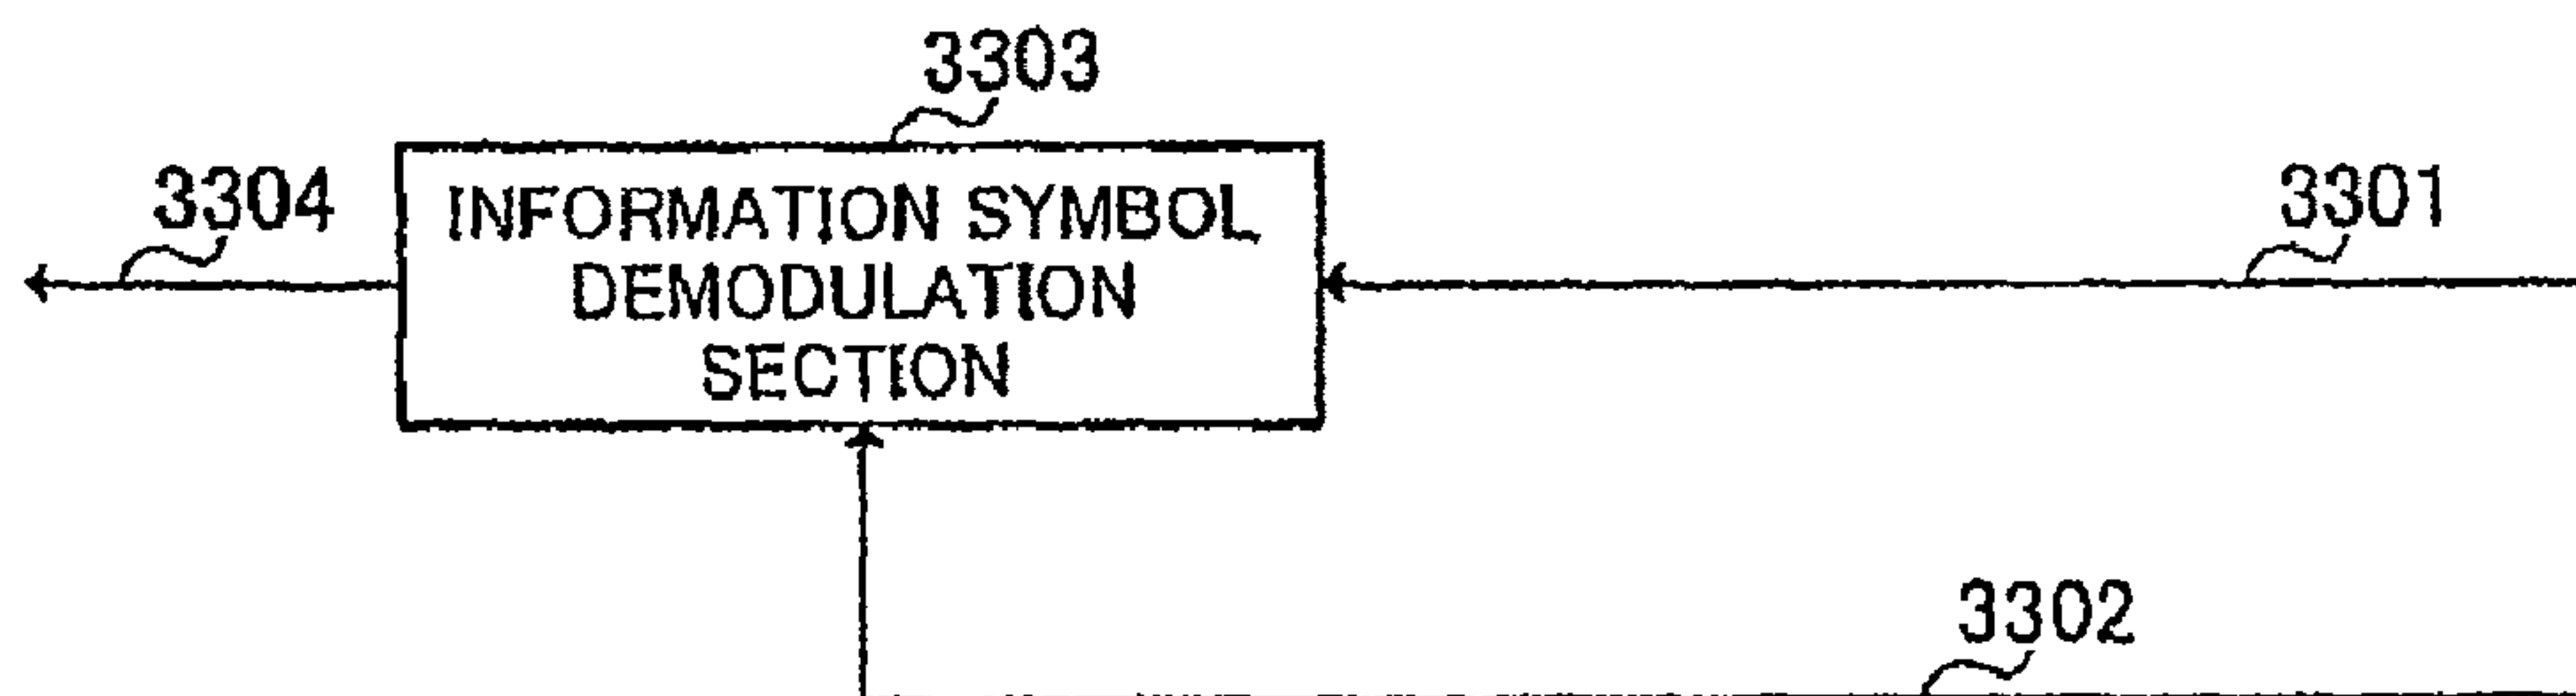 3303
3304
INFORMATION SYMBOL
DEMODULATION
SECTION
3301
3302